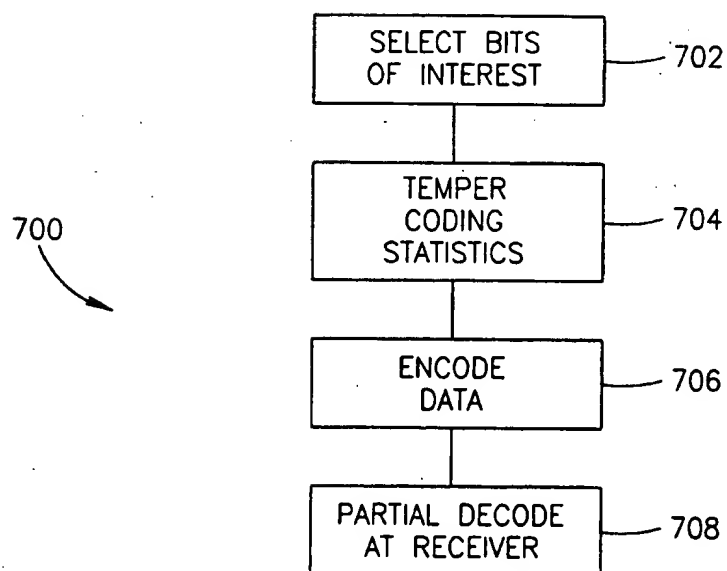 SELECT BITS
OF INTEREST
702
TEMPER
CODING
STATISTICS
704
700
ENCODE
DATA
706
PARTIAL DECODE
AT RECEIVER
708